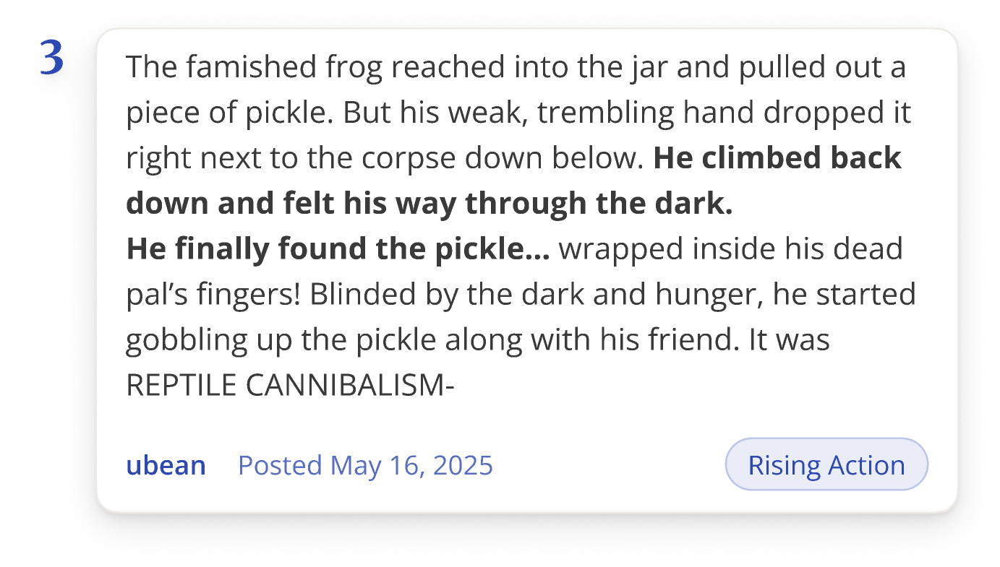 3
The famished frog reached into the jar and pulled out a
piece of pickle. But his weak, trembling hand dropped it
right next to the corpse down below. He climbed back
down and felt his way through the dark.
He finally found the pickle... wrapped inside his dead
pal’s fingers! Blinded by the dark and hunger, he started
gobbling up the pickle along with his friend. It was
REPTILE CANNIBALISM-
ubean Posted May 16, 2025 Rising Action